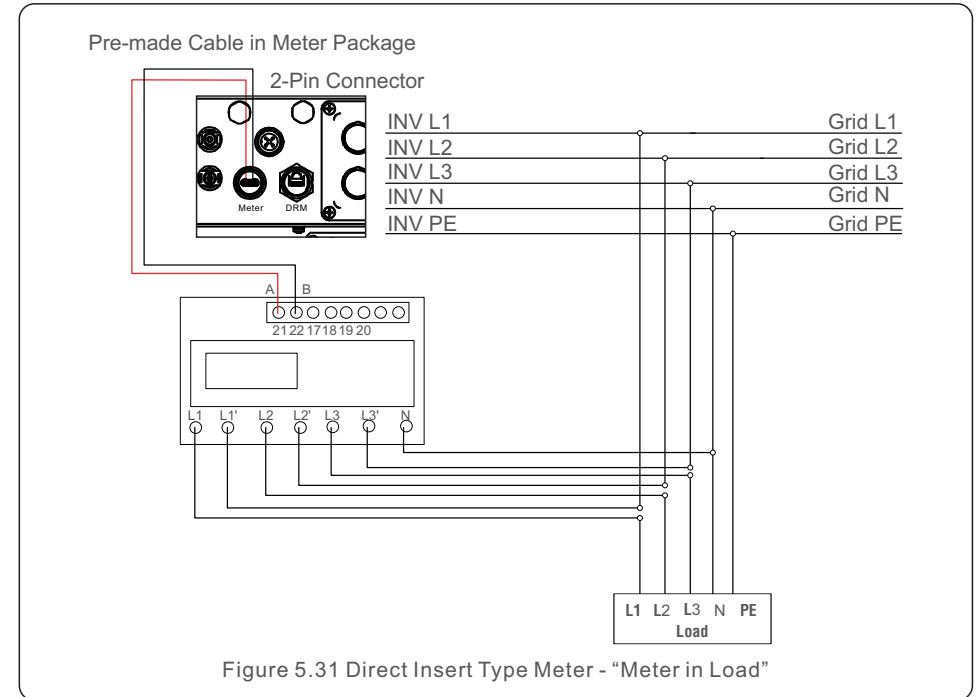 Pre-made Cable in Meter Package
2-Pin Connector
INV L1 Grid L1
INV L2 Grid L2
INV L3 Grid L3
INV N Grid N
INV PE Grid PE
Meter DRM
A B
21 22 17 18 19 20
L1 L1' L2 L2' L3 L3' N
L1 L2 L3 N PE
Load
Figure 5.31 Direct Insert Type Meter - “Meter in Load”